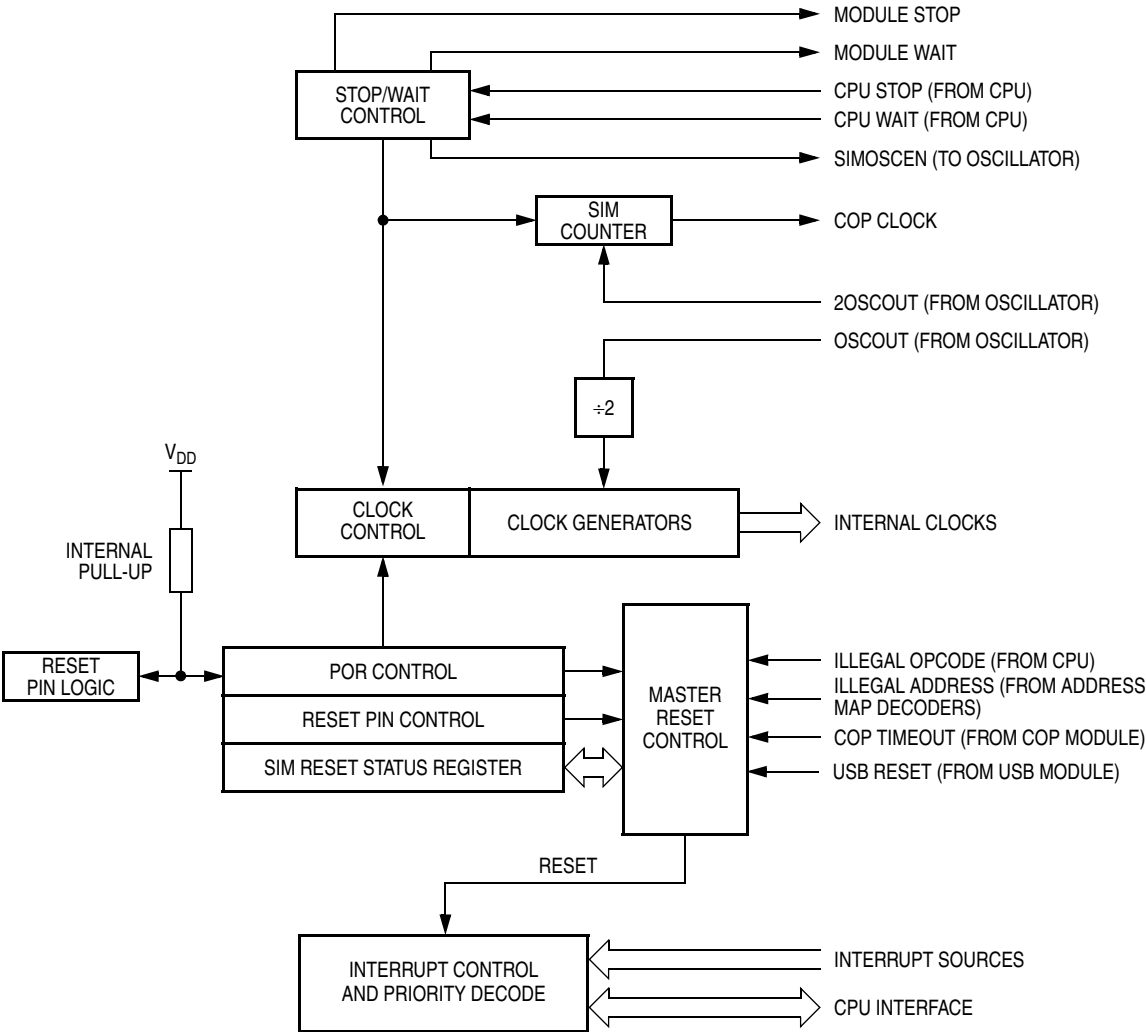 MODULE STOP
MODULE WAIT
STOP/WAIT
CONTROL
CPU STOP (FROM CPU)
CPU WAIT (FROM CPU)
SIMOSCEN (TO OSCILLATOR)
SIM
COUNTER
COP CLOCK
2OSCOUT (FROM OSCILLATOR)
OSCOUT (FROM OSCILLATOR)
÷2
VDD
CLOCK
CONTROL
CLOCK GENERATORS
INTERNAL CLOCKS
INTERNAL
PULL-UP
RESET
PIN LOGIC
POR CONTROL
RESET PIN CONTROL
SIM RESET STATUS REGISTER
MASTER
RESET
CONTROL
ILLEGAL OPCODE (FROM CPU)
ILLEGAL ADDRESS (FROM ADDRESS
MAP DECODERS)
COP TIMEOUT (FROM COP MODULE)
USB RESET (FROM USB MODULE)
RESET
INTERRUPT CONTROL
AND PRIORITY DECODE
INTERRUPT SOURCES
CPU INTERFACE